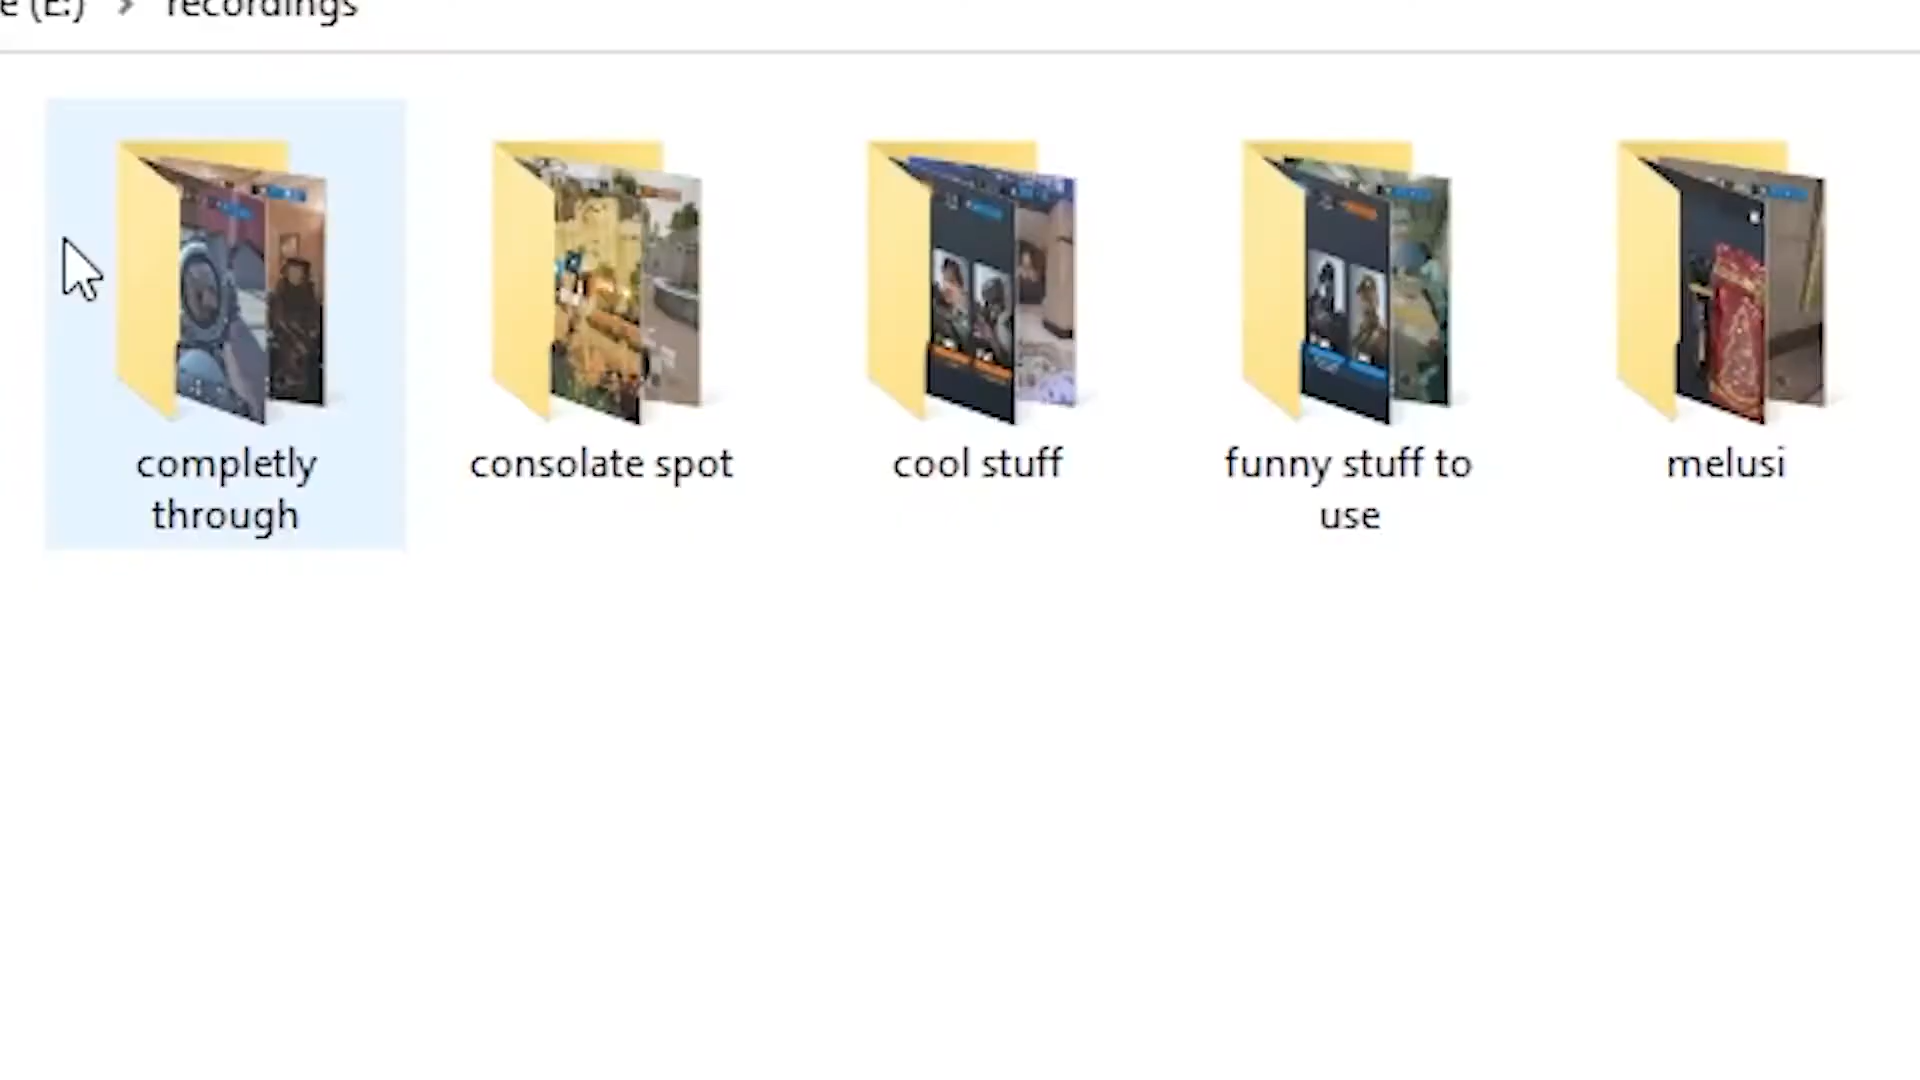 e (E:) > recordings
completly
through
consolate spot
cool stuff
funny stuff to
use
melusi